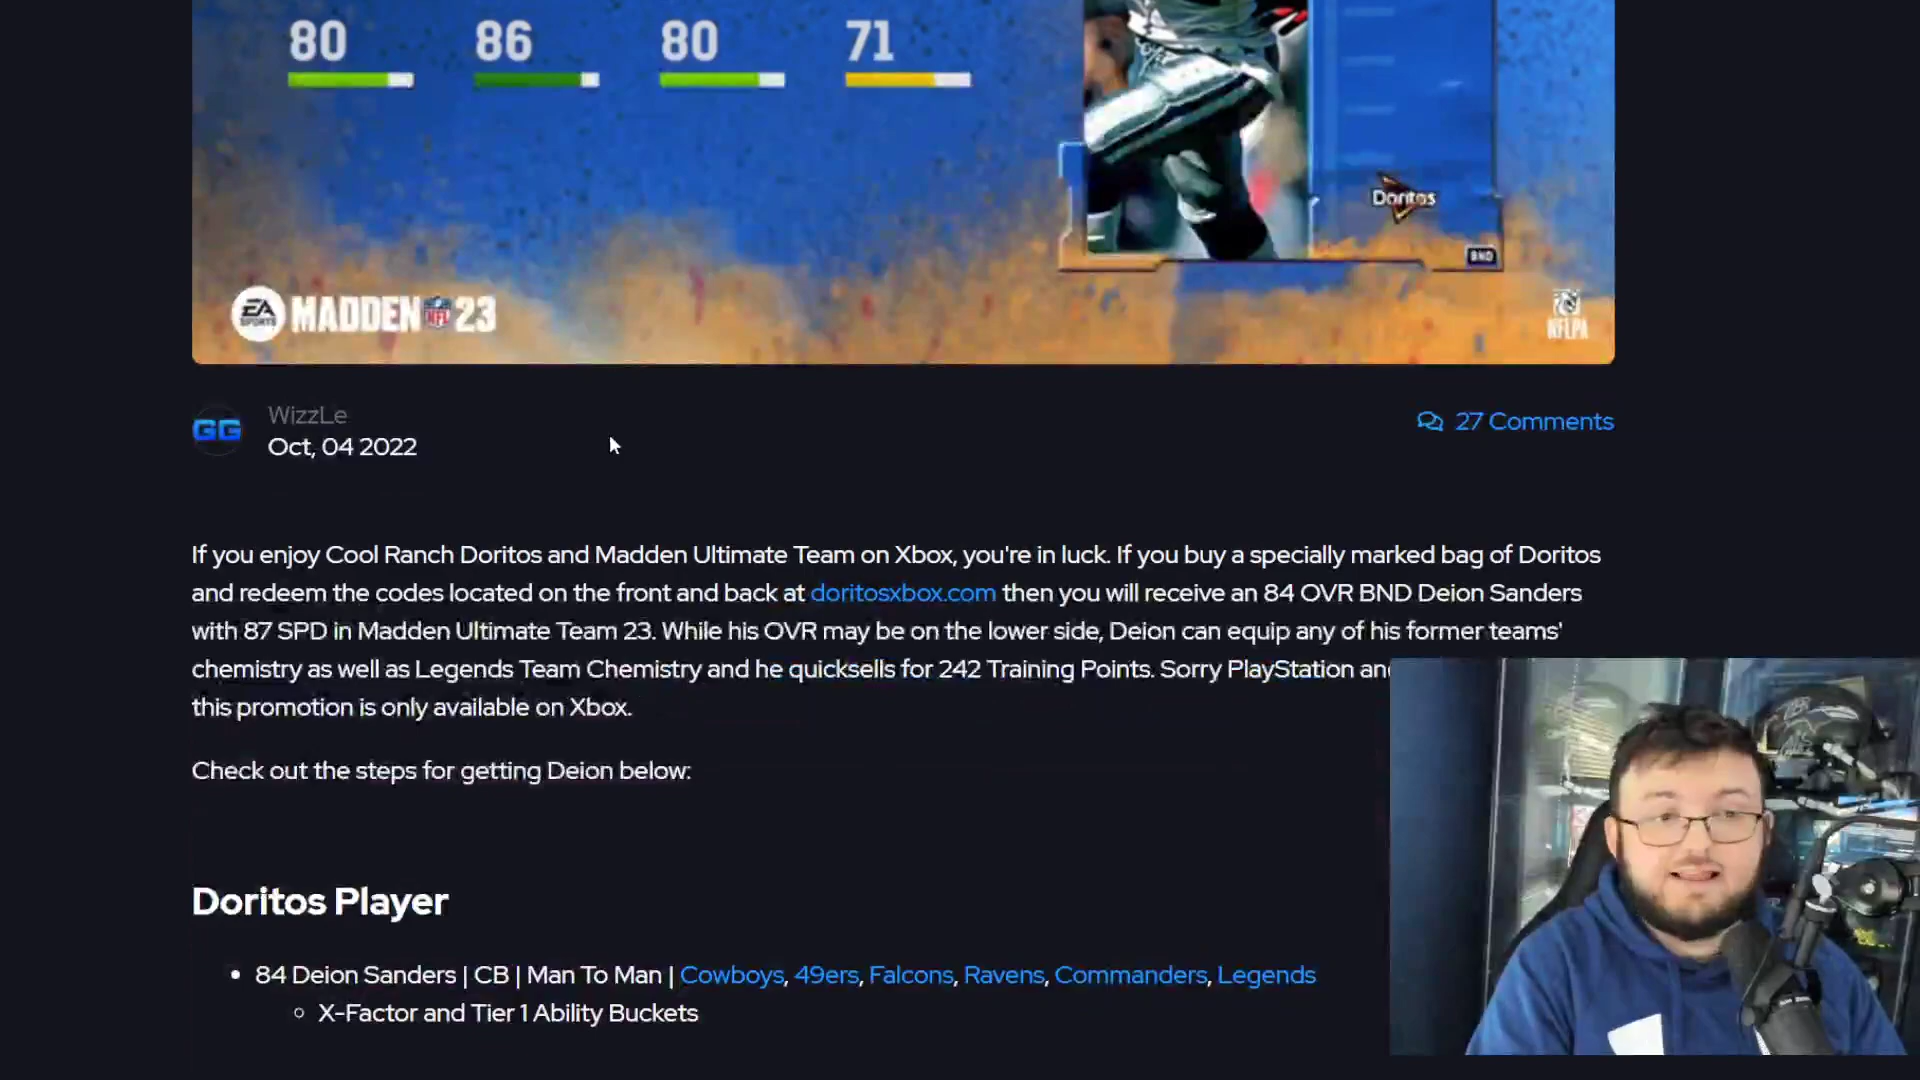 80 86 80 71
Doritos
BND
EA SPORTS MADDEN NFL 23
NFLPA
GG
WizzLe
Oct, 04 2022
27 Comments
If you enjoy Cool Ranch Doritos and Madden Ultimate Team on Xbox, you're in luck. If you buy a specially marked bag of Doritos
and redeem the codes located on the front and back at doritosxbox.com then you will receive an 84 OVR BND Deion Sanders
with 87 SPD in Madden Ultimate Team 23. While his OVR may be on the lower side, Deion can equip any of his former teams'
chemistry as well as Legends Team Chemistry and he quicksells for 242 Training Points. Sorry PlayStation
this promotion is only available on Xbox.
Check out the steps for getting Deion below:
Doritos Player
• 84 Deion Sanders | CB | Man To Man | Cowboys, 49ers, Falcons, Ravens, Commanders, Legends
◦ X-Factor and Tier 1 Ability Buckets